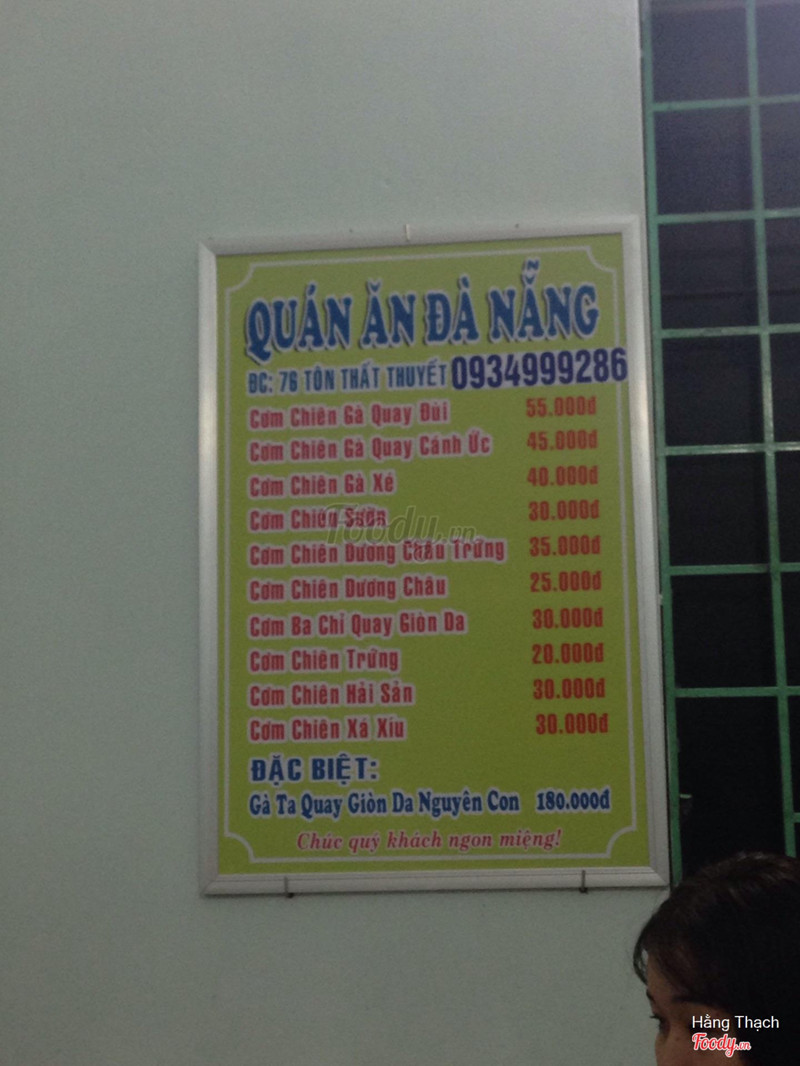 QUÁN ĂN ĐÀ NẴNG
ĐC: 76 TÔN THẤT THUYẾT 0934999286
Cơm Chiên Gà Quay Đùi 55.000đ
Cơm Chiên Gà Quay Cánh Ức 45.000đ
Cơm Chiên Gà Xé 40.000đ
Cơm Chiên Sườn 30.000đ
Cơm Chiên Dương Châu Trứng 35.000đ
Cơm Chiên Dương Châu 25.000đ
Cơm Ba Chỉ Quay Giòn Da 30.000đ
Cơm Chiên Trứng 20.000đ
Cơm Chiên Hải Sản 30.000đ
Cơm Chiên Xá Xíu 30.000đ
ĐẶC BIỆT:
Gà Ta Quay Giòn Da Nguyên Con 180.000đ
Chúc quý khách ngon miệng!
Foody.vn
Hằng Thạch
Foody.vn